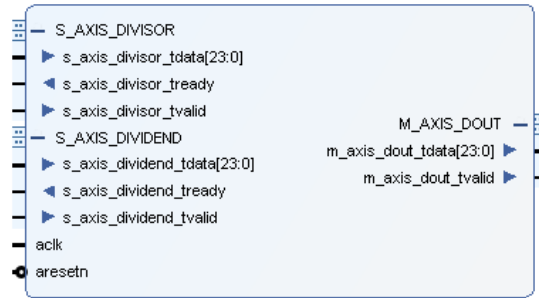 S_AXIS_DIVISOR
s_axis_divisor_tdata[23:0]
s_axis_divisor_tready
s_axis_divisor_tvalid
S_AXIS_DIVIDEND
s_axis_dividend_tdata[23:0]
s_axis_dividend_tready
s_axis_dividend_tvalid
aclk
aresetn
M_AXIS_DOUT
m_axis_dout_tdata[23:0]
m_axis_dout_tvalid